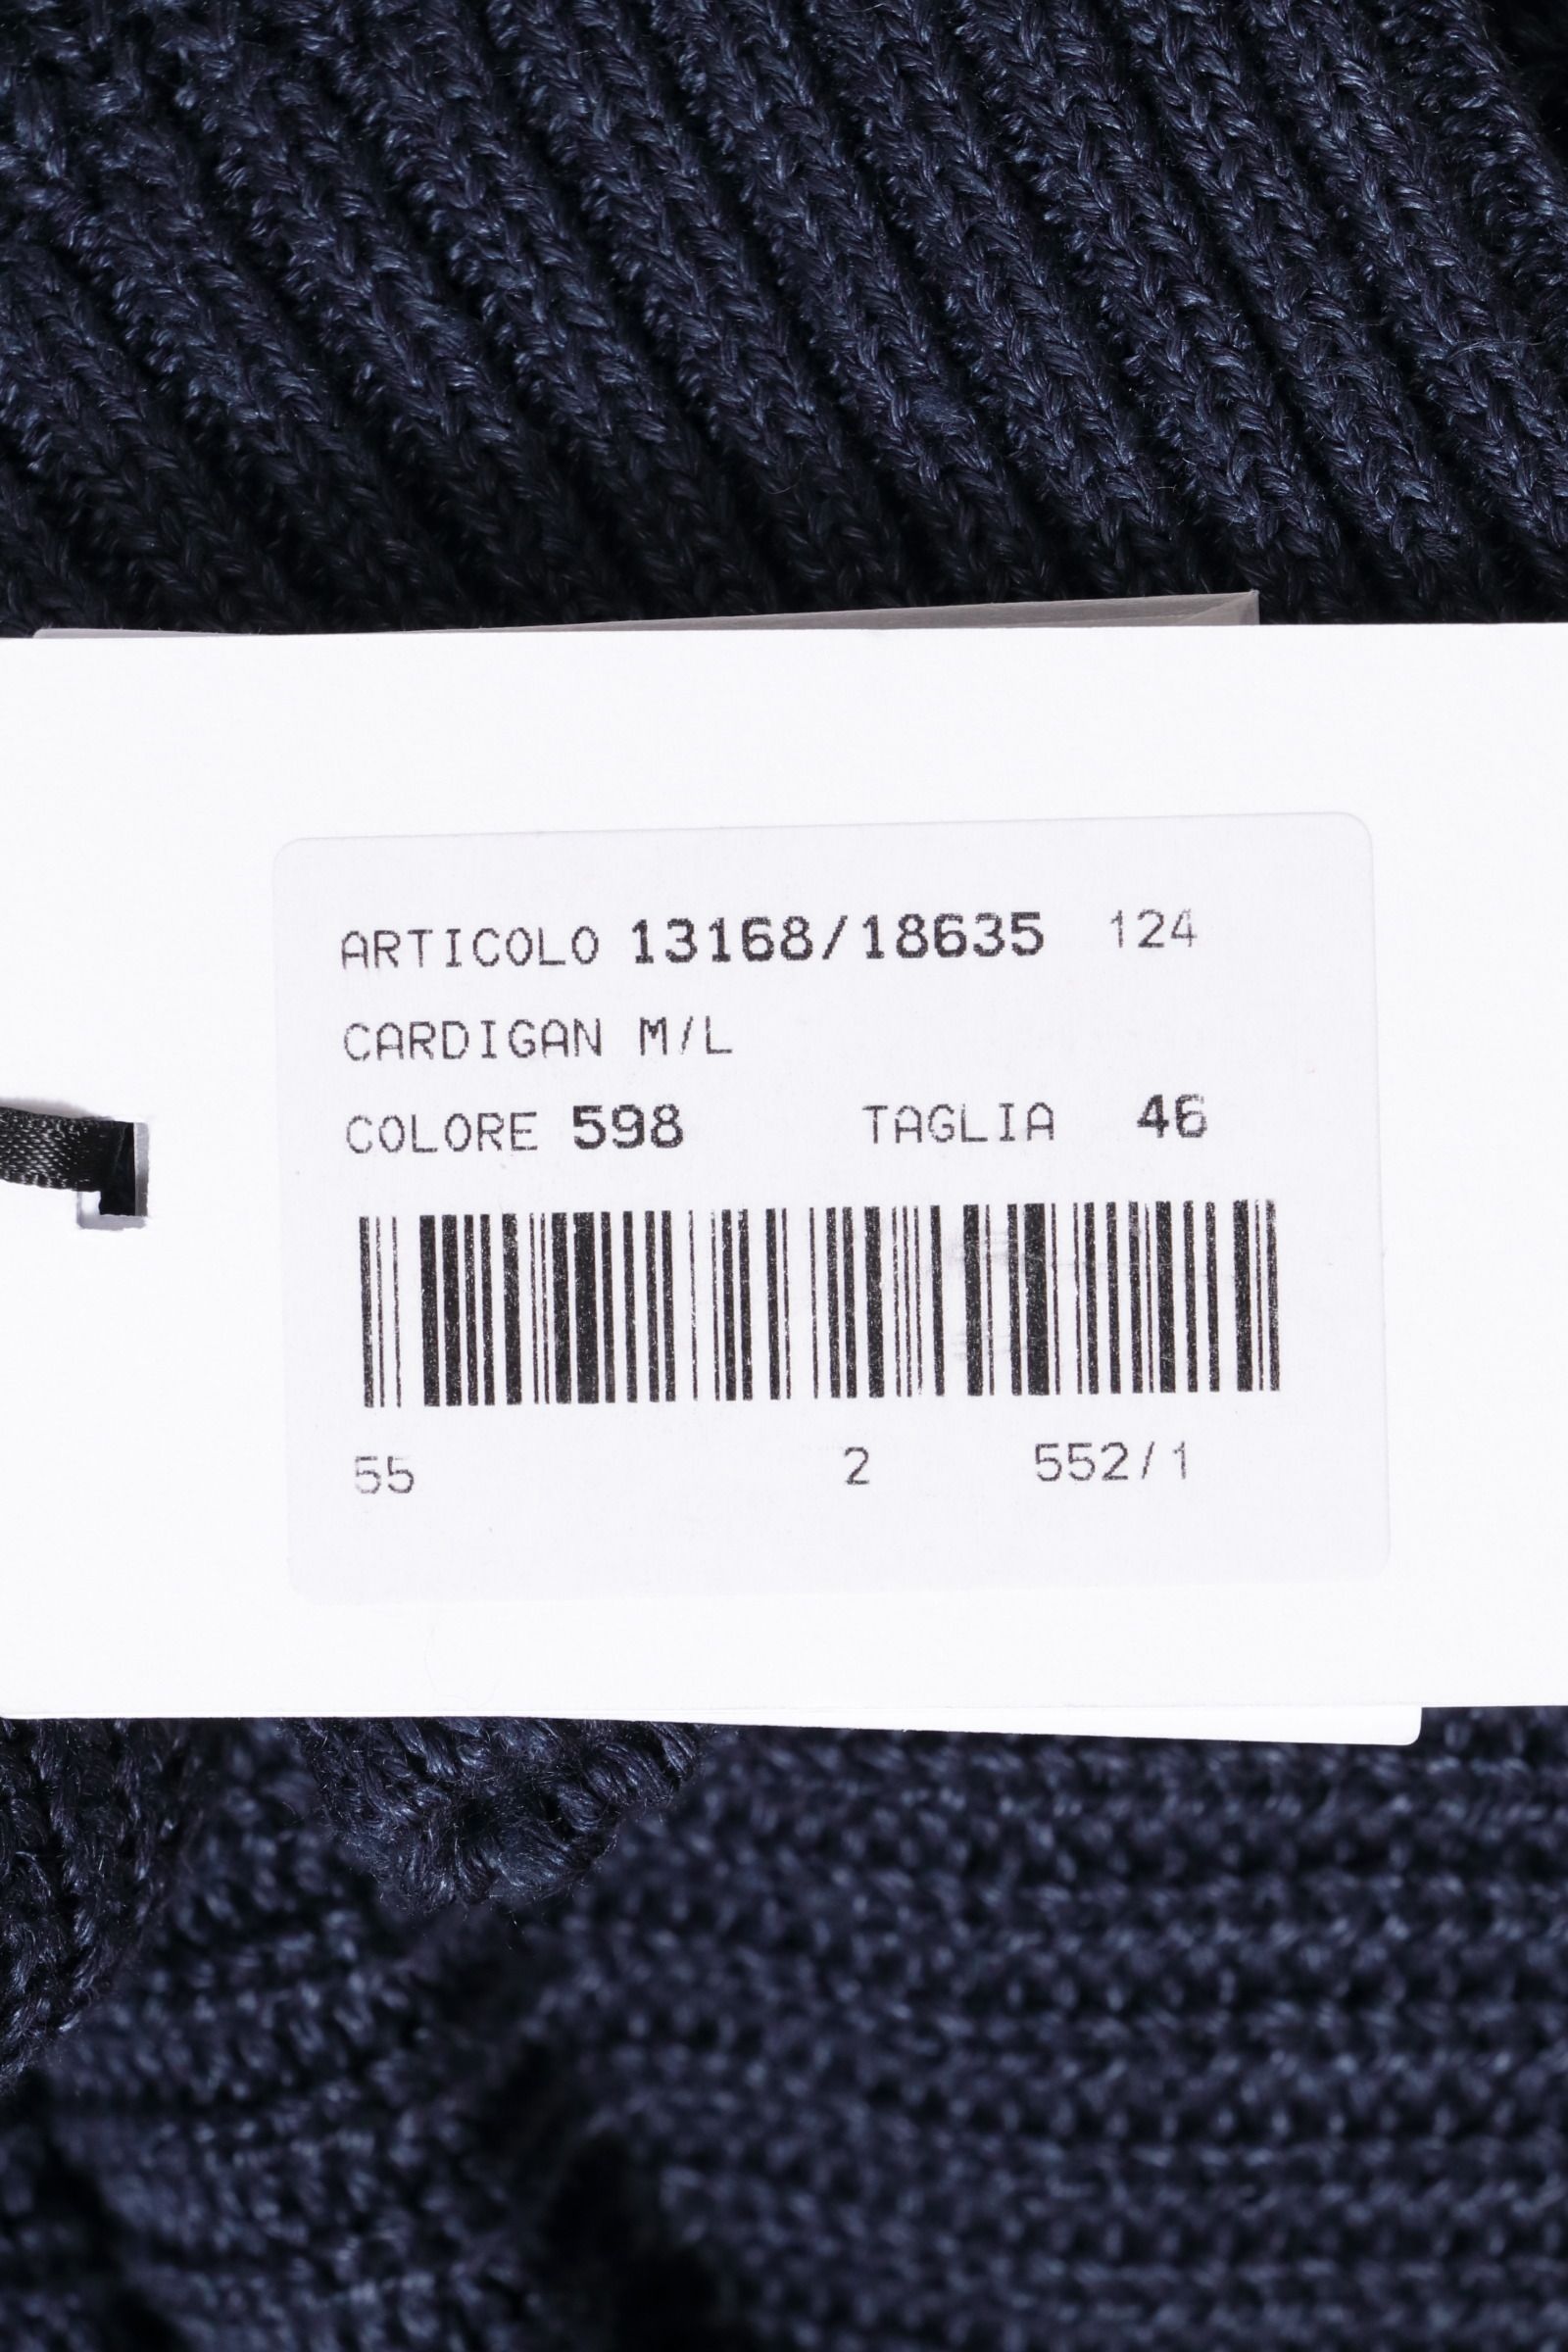 ARTICOLO 13168/18635 124
CARDIGAN M/L
COLORE 598 TAGLIA 46
55 2 552/1